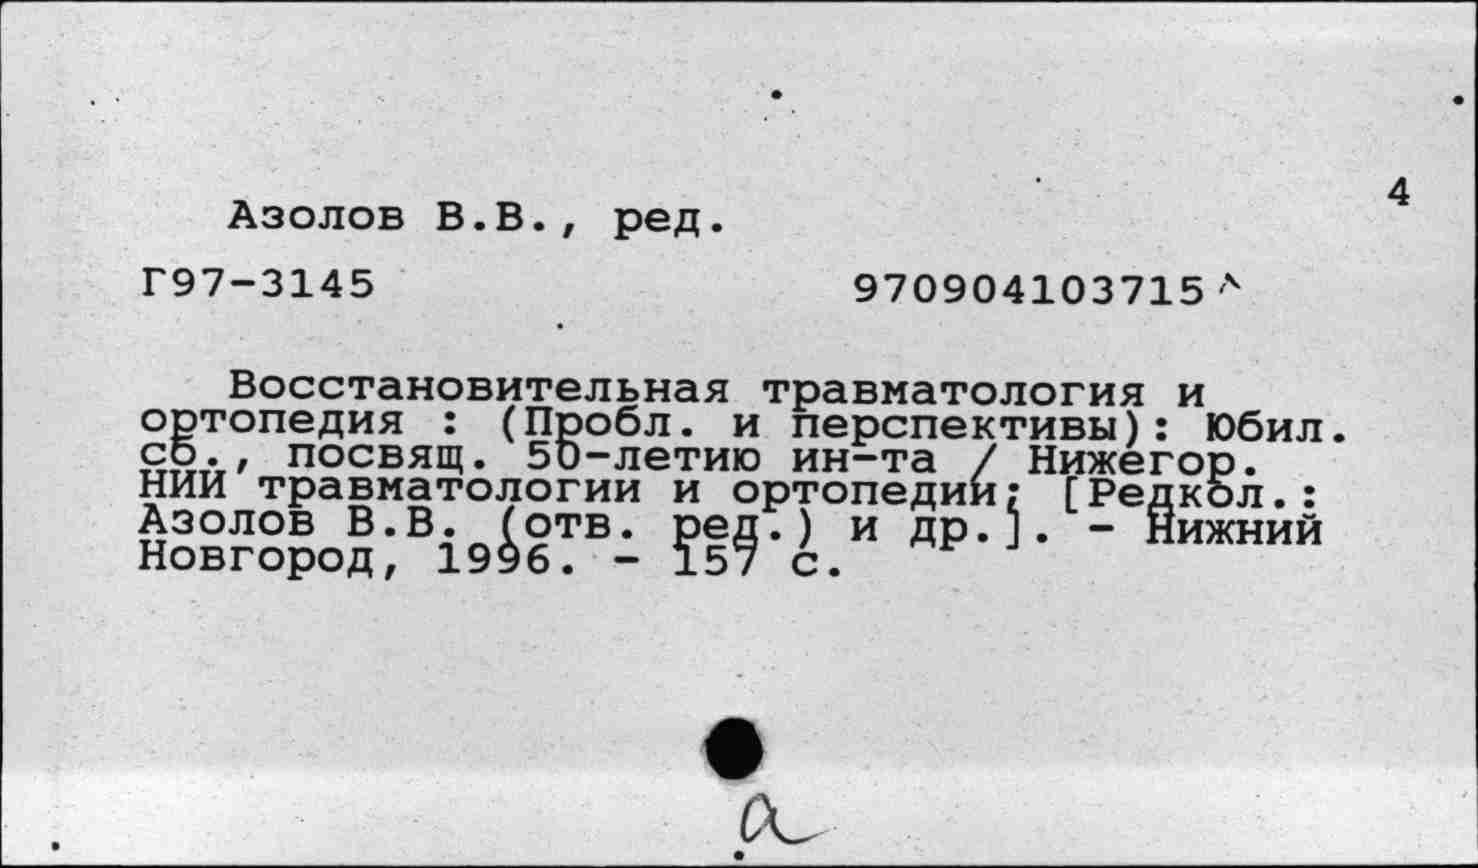 4
Азолов В.В., ред.
Г97-3145 970904103715л
Восстановительная травматология и
ортопедия : (Пробл. и перспективы): Юбил.
сб., посвящ. 50-летию ин-та / Нижегор.
НИИ травматологии и ортопедии; [Редкол.:
Азолов В.В. (отв. ред.) и др.]. - Нижний
Новгород, 1996. - 157 с.
а